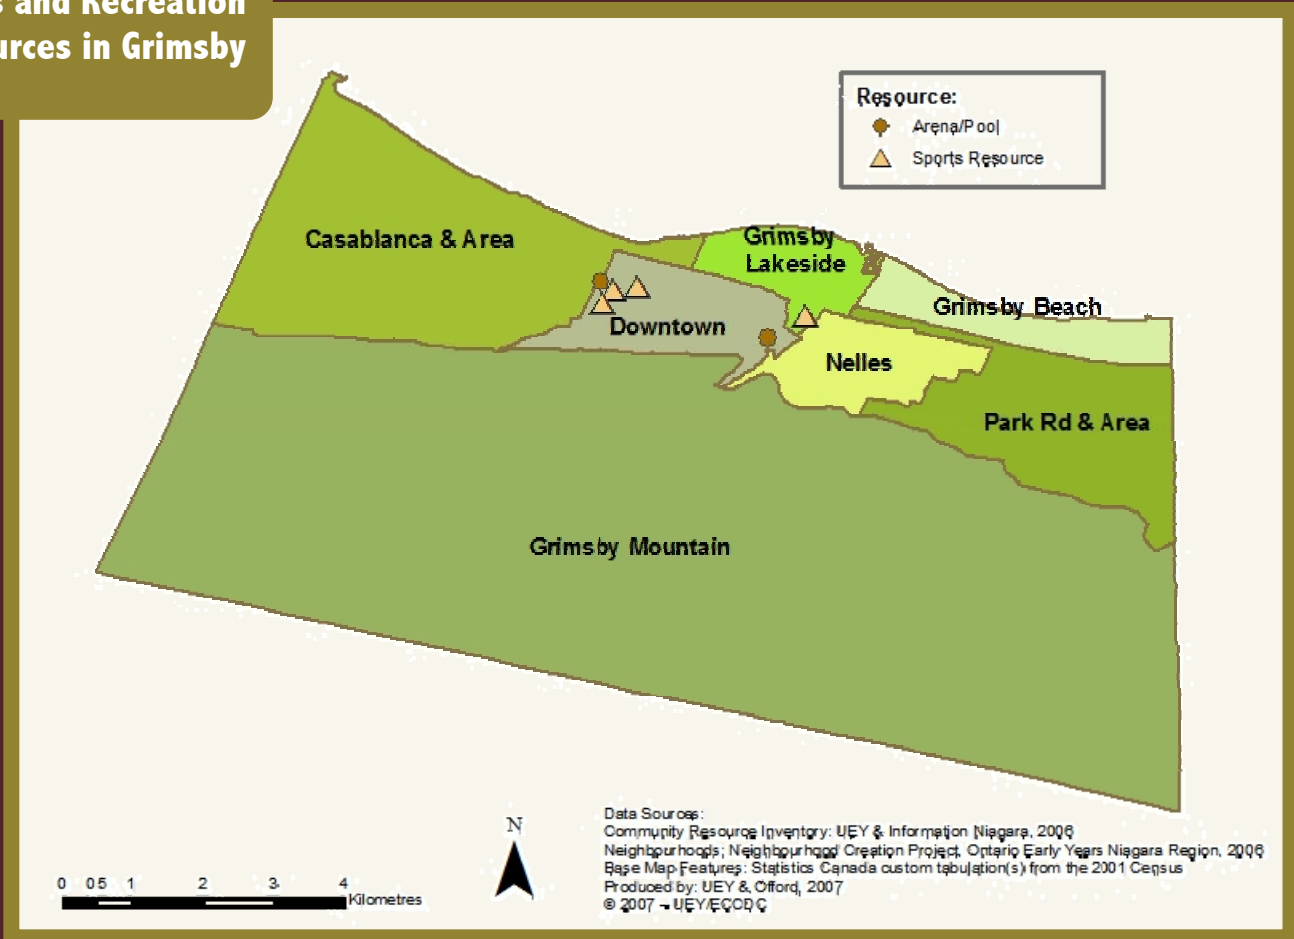 and Recreation
urces in Grimsby
Resource:
Arena/Pool
Sports Resource
Casablanca & Area
Grimsby
Lakeside
Grimsby Beach
Downtown
Nelles
Park Rd & Area
Grimsby Mountain
N
0 0.5 1 2 3 4
Kilometres
Data Sources:
Community Resource Inventory: UEY & Information Niagara, 2006
Neighbourhoods; Neighbourhood Creation Project, Ontario Early Years Niagara Region, 2006
Base Map Features: Statistics Canada custom tabulation(s) from the 2001 Census
Produced by: UEY & Offord, 2007
© 2007 - UEY/ECCDC